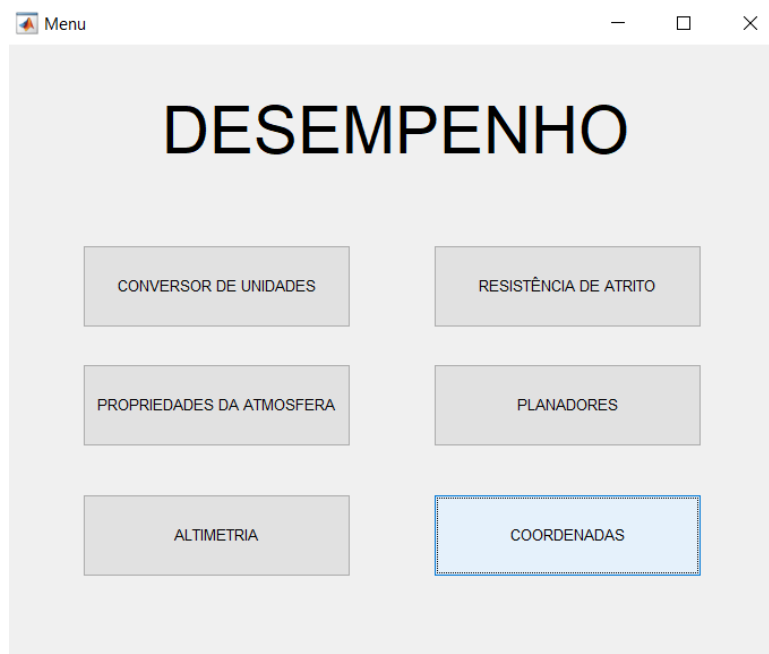 Menu
DESEMPENHO
CONVERSOR DE UNIDADES
RESISTÊNCIA DE ATRITO
PROPRIEDADES DA ATMOSFERA
PLANADORES
ALTIMETRIA
COORDENADAS